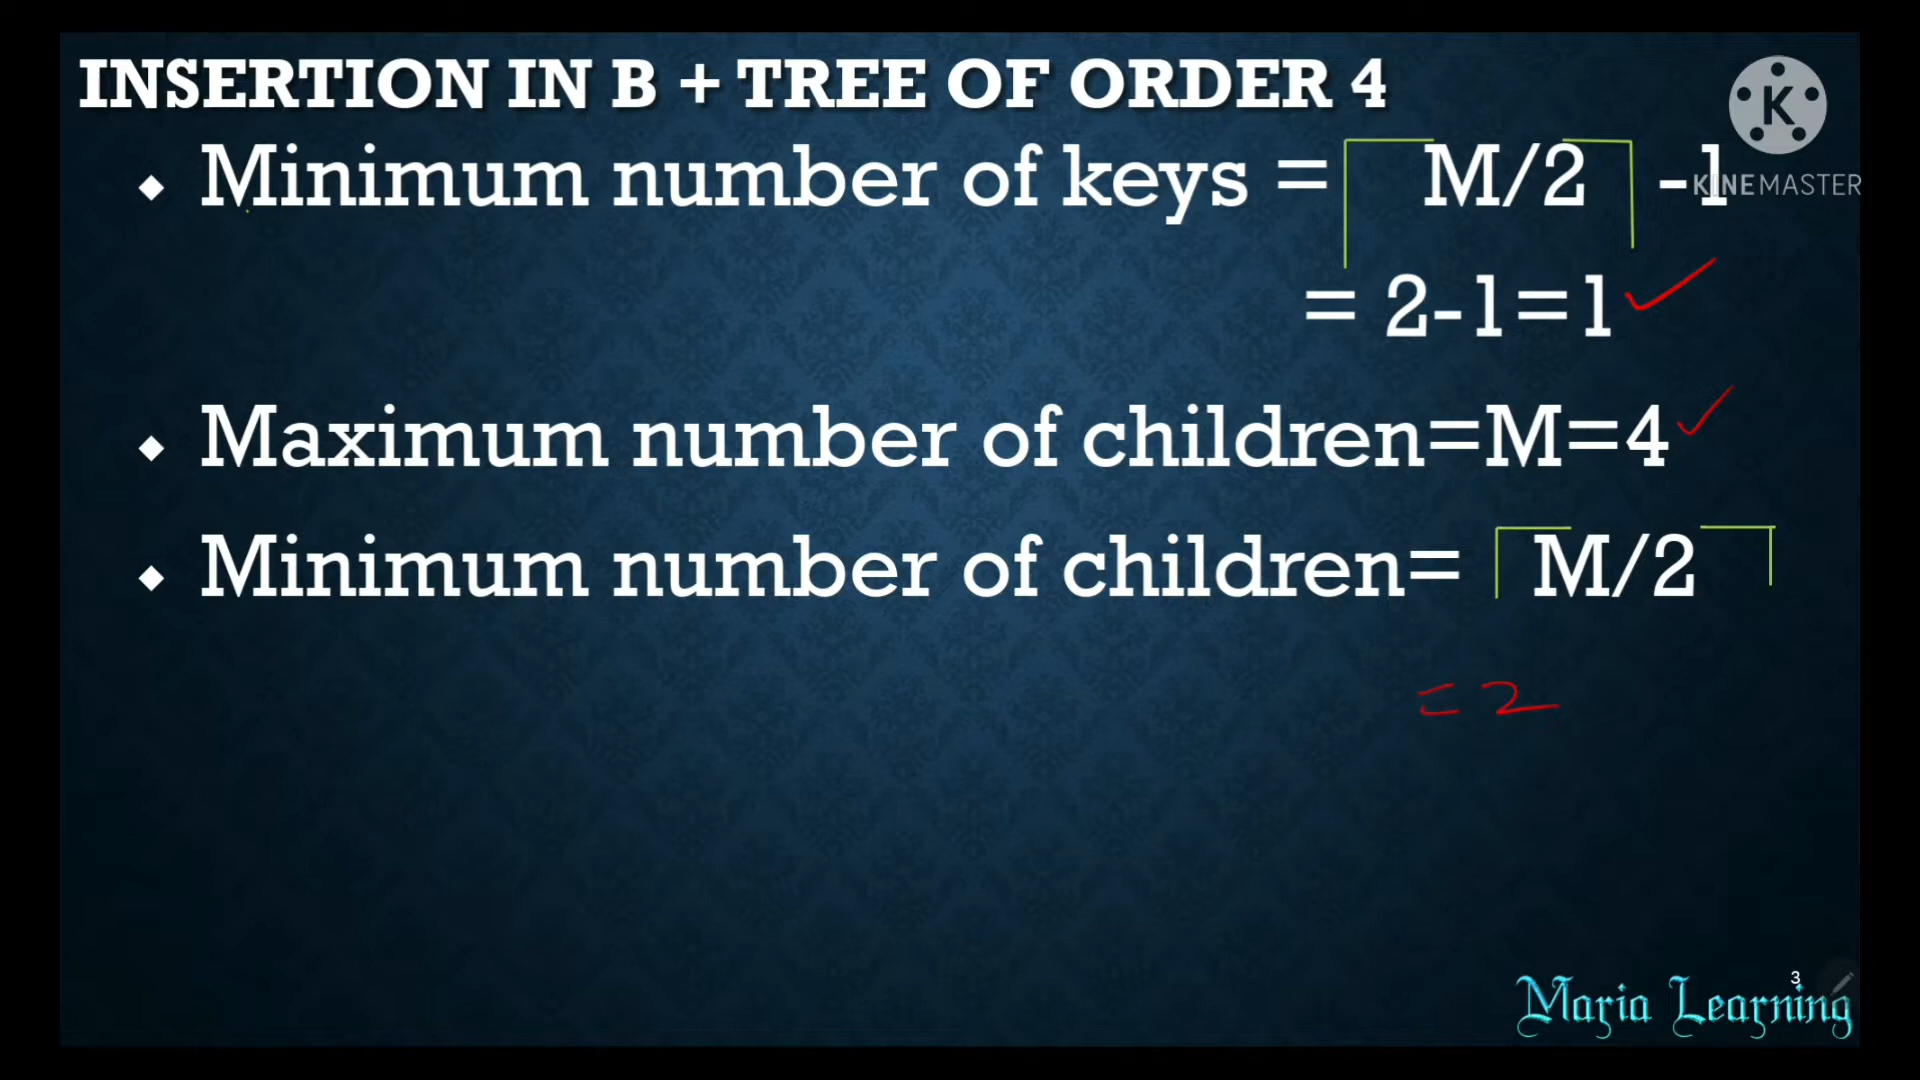 INSERTION IN B + TREE OF ORDER 4
Minimum number of keys = ⌈ M/2 ⌉ -1
KINEMASTER
= 2-1=1
Maximum number of children=M=4
Minimum number of children= ⌈ M/2 ⌉
= 2
3
Maria Learning